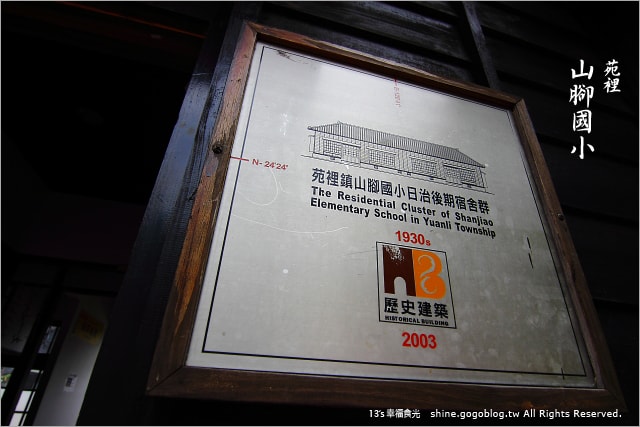 苑裡
山腳國小
N- 24°24'
苑裡鎮山腳國小日治後期宿舍群
The Residential Cluster of Shanjiao
Elementary School in Yuanli Township
1930s
歷史建築
HISTORICAL BUILDING
2003
13's 幸福食光 shine.gogoblog.tw All Rights Reserved.